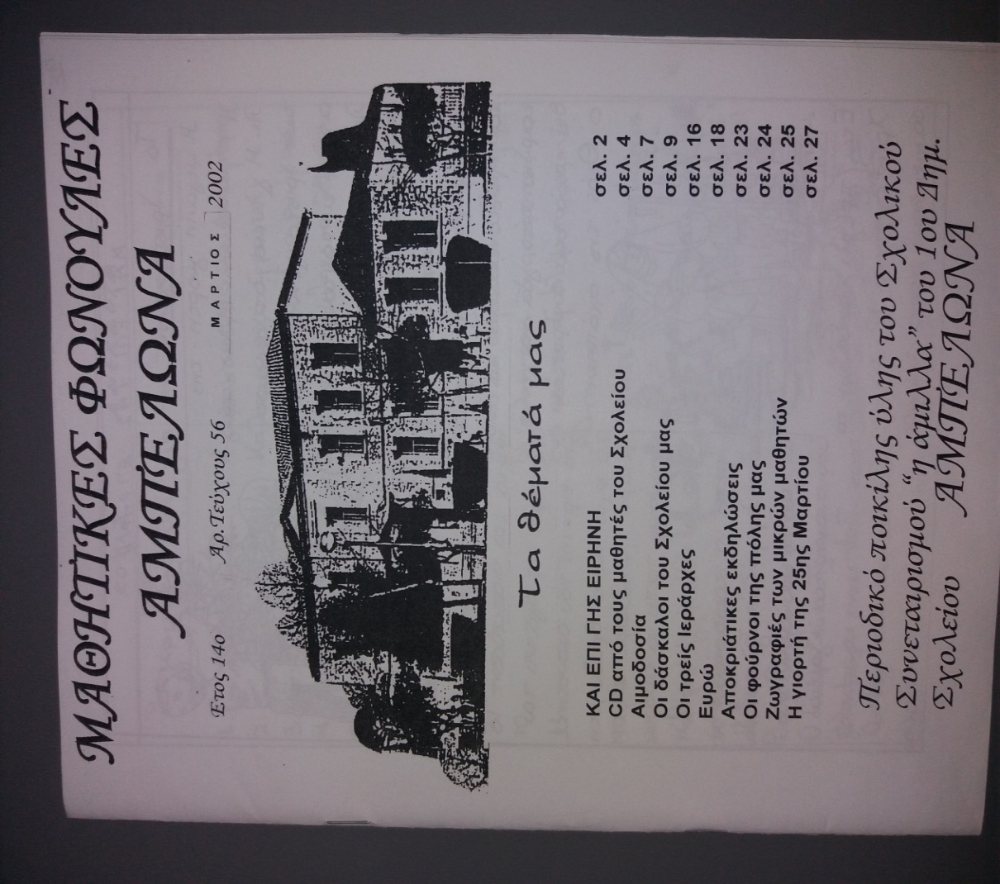 ΜΑΘΗΤΙΚΕΣ ΦΩΝΟΥΛΕΣ
ΑΜΠΕΛΩΝΑ
Έτος 14ο Αρ.Τεύχους 56 ΜΑΡΤΙΟΣ 2002
Τα θέματά μας
ΚΑΙ ΕΠΙ ΓΗΣ ΕΙΡΗΝΗ σελ. 2
CD από τους μαθητές του Σχολείου σελ. 4
Αιμοδοσία σελ. 7
Οι δάσκαλοι του Σχολείου μας σελ. 9
Οι τρείς Ιεράρχες σελ. 16
Ευρώ σελ. 18
Αποκριάτικες εκδηλώσεις σελ. 23
Οι φούρνοι της πόλης μας σελ. 24
Ζωγραφιές των μικρών μαθητών σελ. 25
Η γιορτή της 25ης Μαρτίου σελ. 27
Περιοδικό ποικίλης ύλης του Σχολικού
Συνεταιρισμού “η άμιλλα” του 1ου Δημ.
Σχολείου ΑΜΠΕΛΩΝΑ